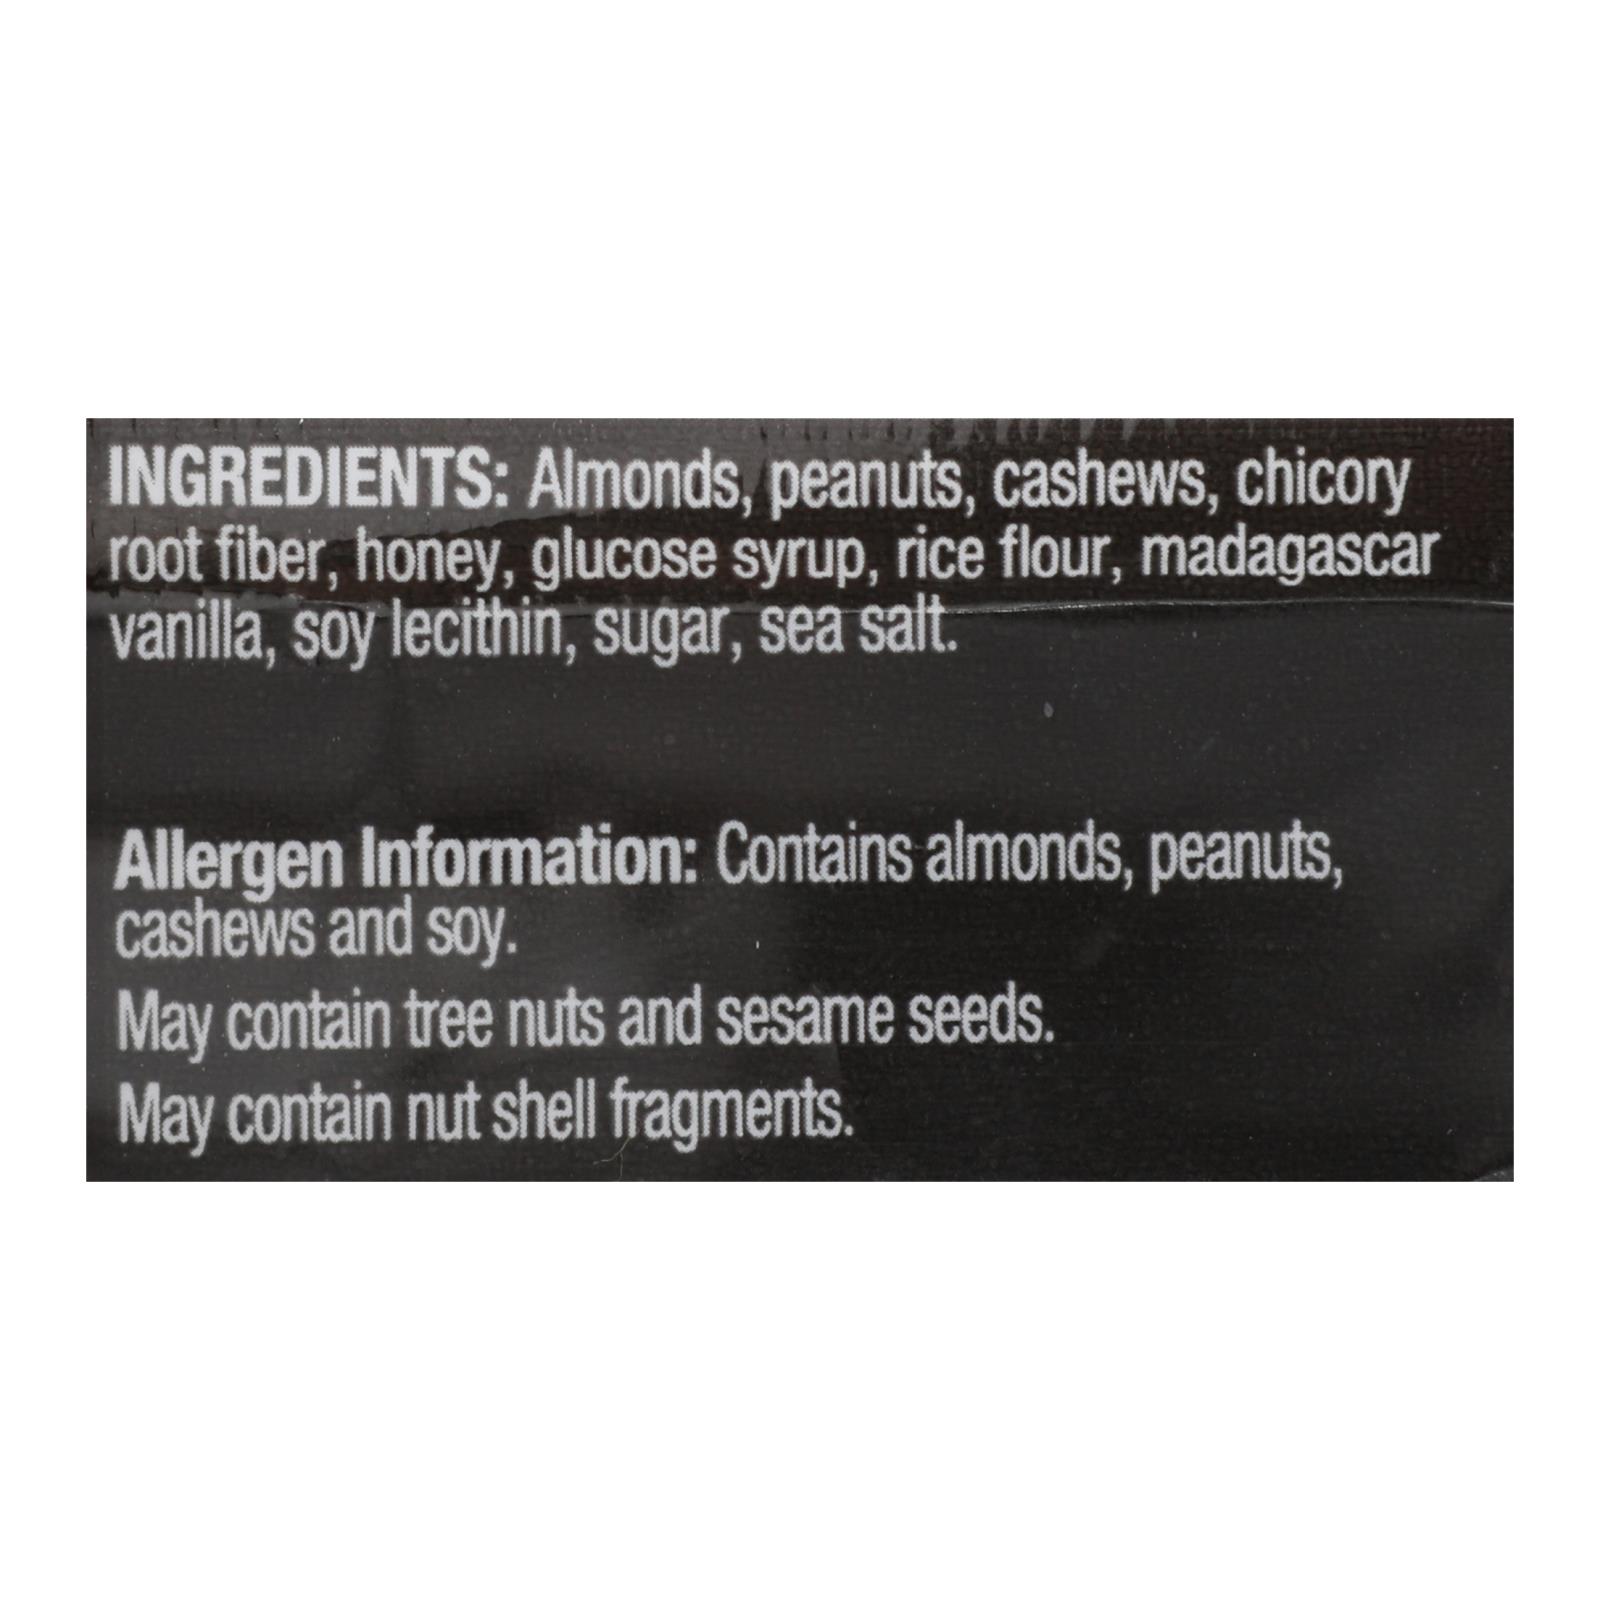 INGREDIENTS: Almonds, peanuts, cashews, chicory
root fiber, honey, glucose syrup, rice flour, madagascar
vanilla, soy lecithin, sugar, sea salt.
Allergen Information: Contains almonds, peanuts,
cashews and soy.
May contain tree nuts and sesame seeds.
May contain nut shell fragments.